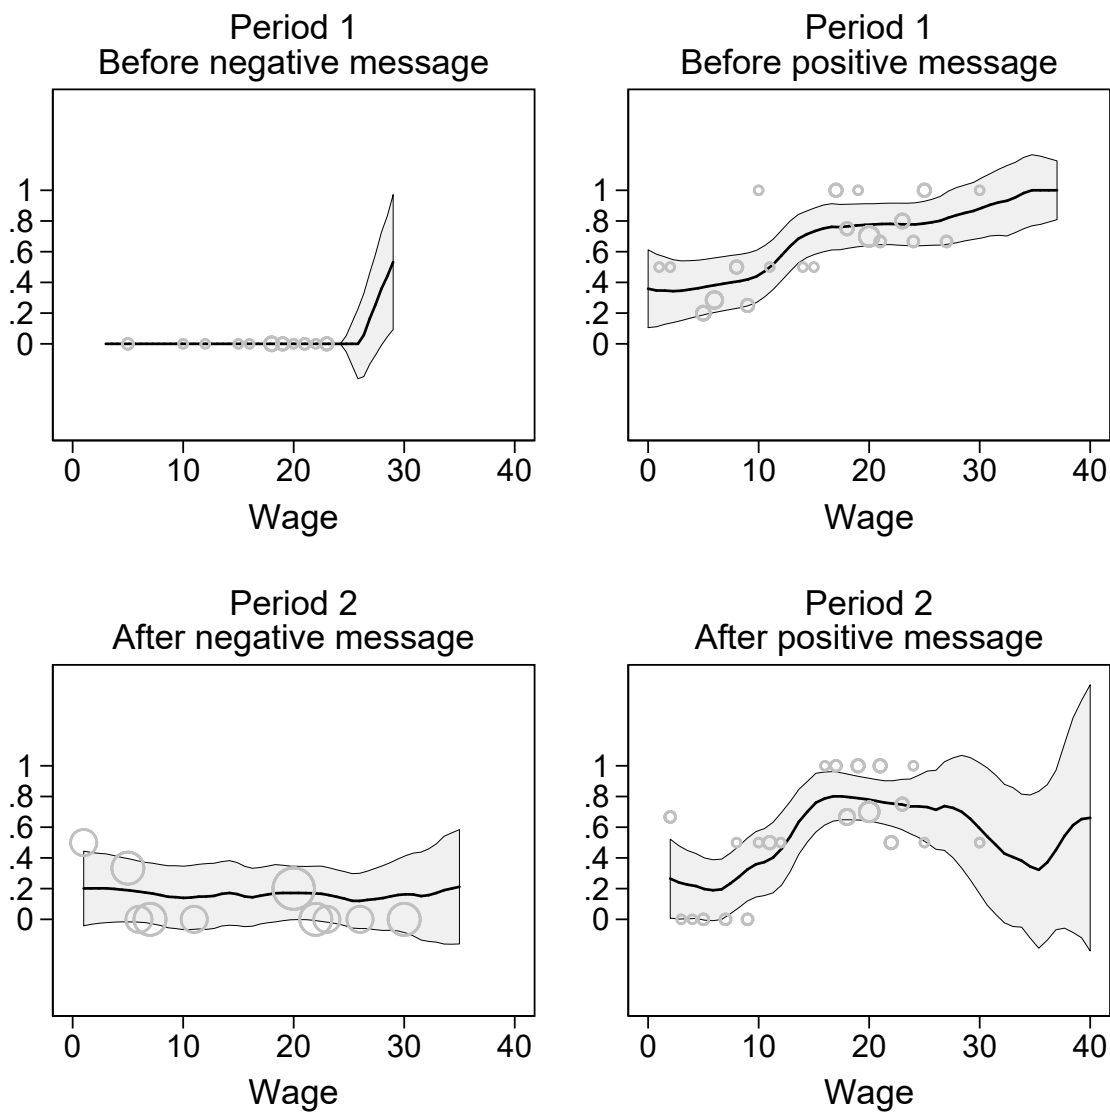 Period 1
Before negative message
1
.8
.6
.4
.2
0
0 10 20 30 40
Wage
Period 1
Before positive message
1
.8
.6
.4
.2
0
0 10 20 30 40
Wage
Period 2
After negative message
1
.8
.6
.4
.2
0
0 10 20 30 40
Wage
Period 2
After positive message
1
.8
.6
.4
.2
0
0 10 20 30 40
Wage